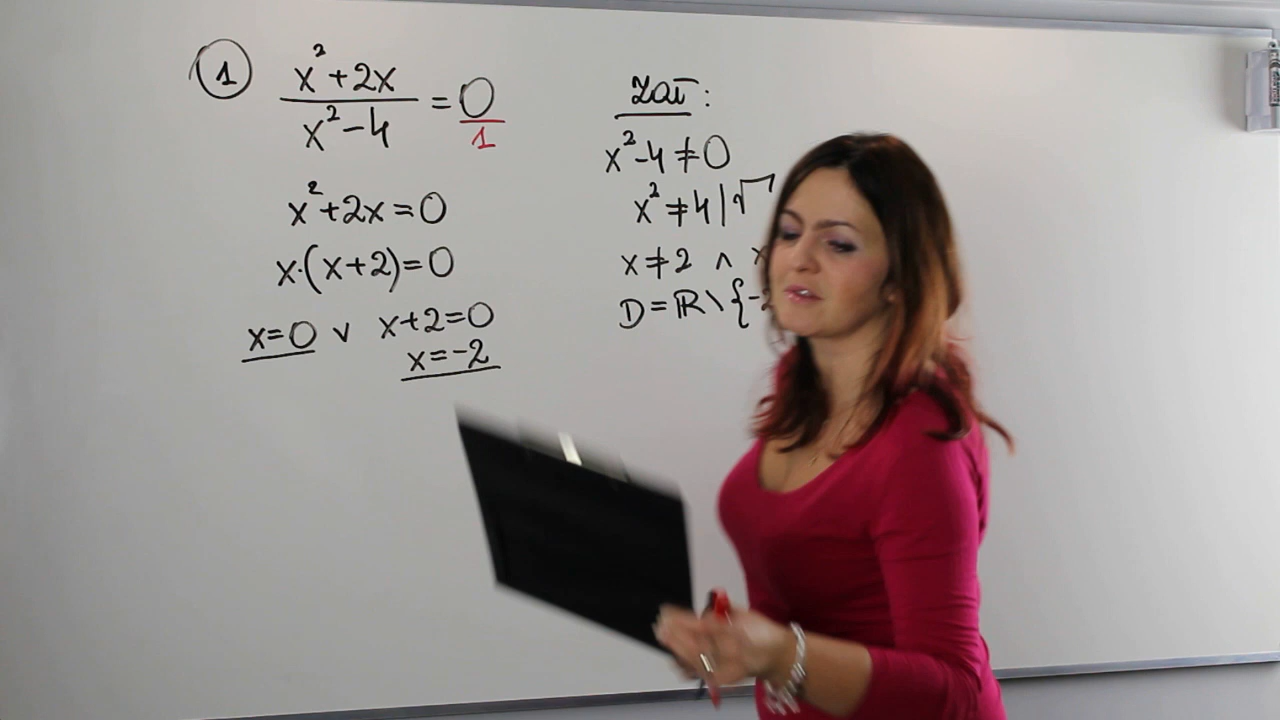 1
x²+2x
x²-4
=0
1
x²+2x=0
x·(x+2)=0
x=0 ∨ x+2=0
x=-2
Zał:
x²-4≠0
x²≠4|√
x≠2 ∧ x
D=ℝ\{-2